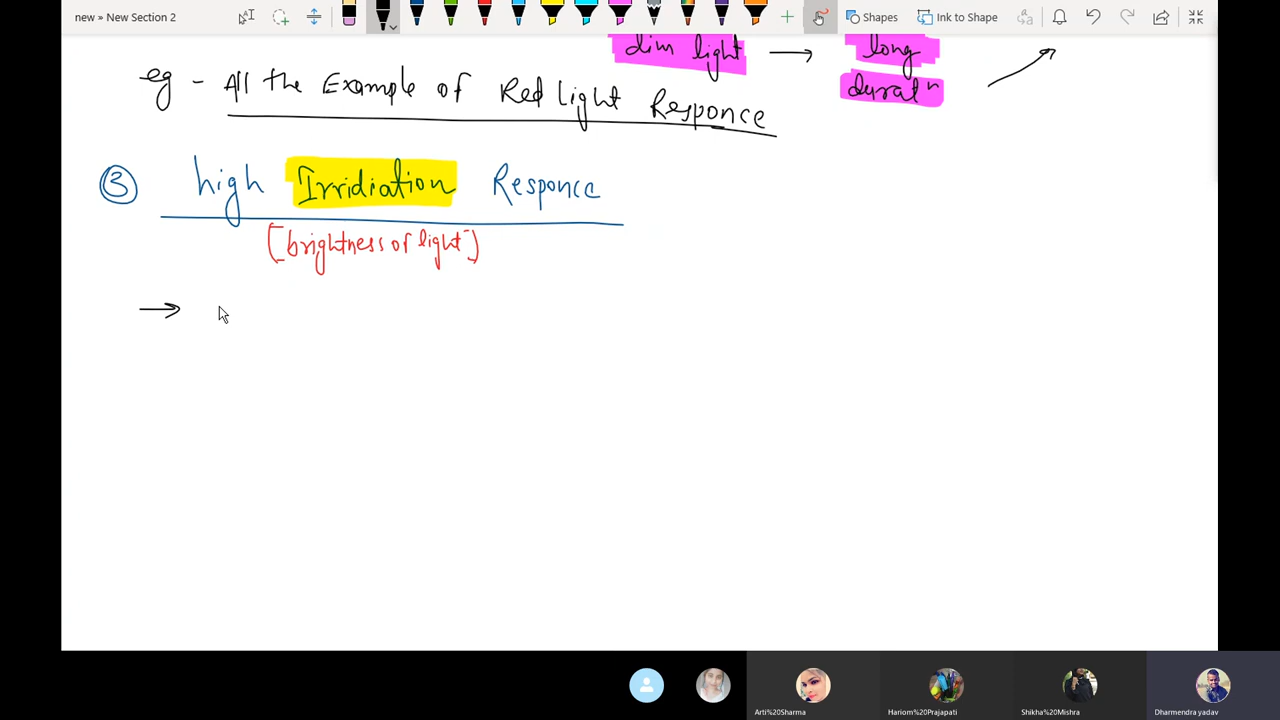 new » New Section 2
Shapes
Ink to Shape
dim light → long
duratⁿ
eg - All the Example of Red light Responce
③ high Irridiation Responce
[brightness of light]
→
Arti%20Sharma
Hariom%20Prajapati
Shikha%20Mishra
Dharmendra yadav